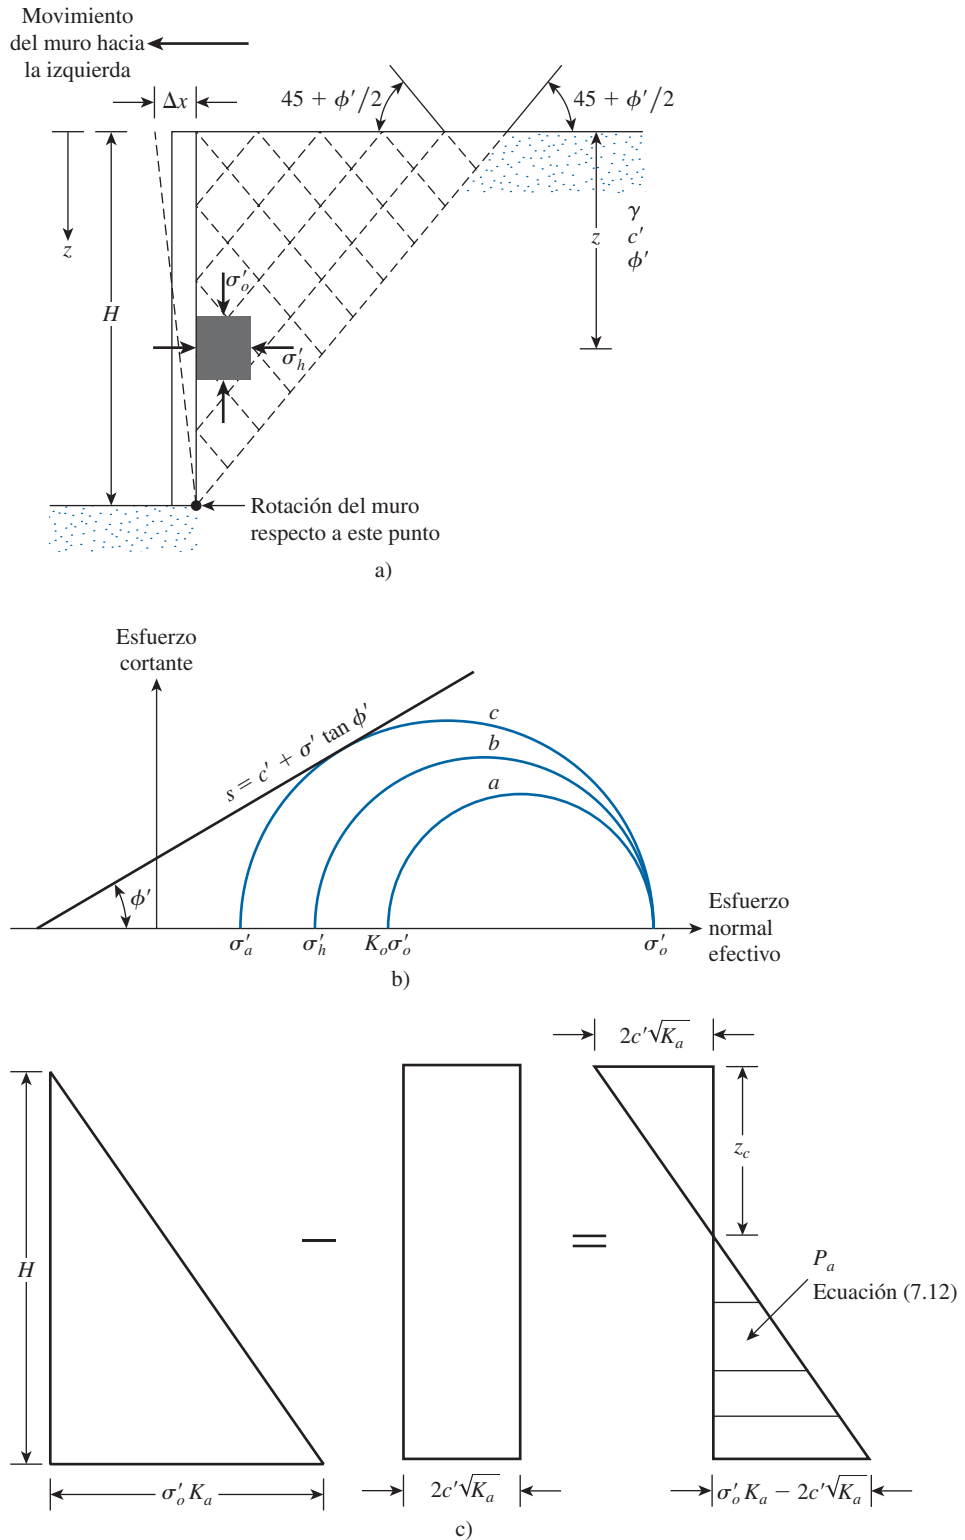 Movimiento
del muro hacia
la izquierda
Δx
45 + ϕ′/2
45 + ϕ′/2
z
z
γ
c′
ϕ′
H
σ′o
σ′h
Rotación del muro
respecto a este punto
a)
Esfuerzo
cortante
s = c′ + σ′ tan ϕ′
c
b
a
ϕ′
σ′a
σ′h
Koσ′o
σ′o
Esfuerzo
normal
efectivo
b)
2c′√Ka
zc
H
−
=
Pa
Ecuación (7.12)
σ′o Ka
2c′√Ka
σ′o Ka − 2c′√Ka
c)